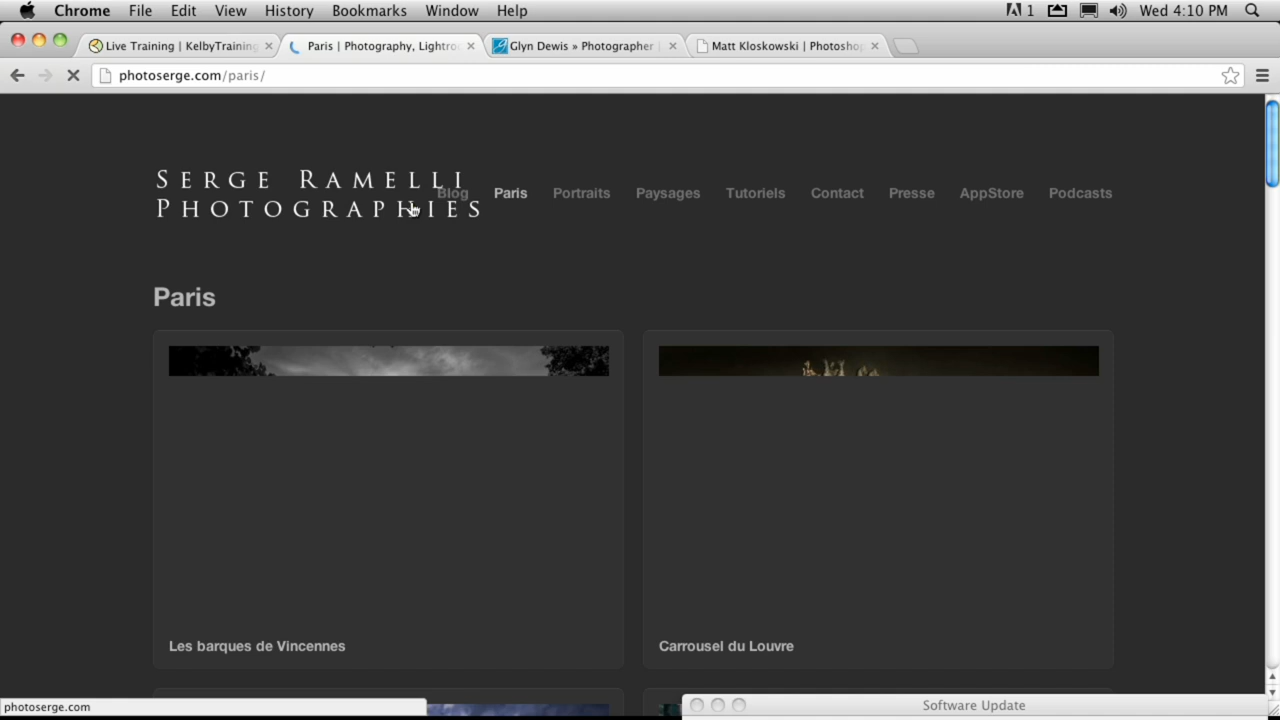 Chrome File Edit View History Bookmarks Window Help 1 Wed 4:10 PM
Live Training | KelbyTraining Paris | Photography, Lightro Glyn Dewis » Photographer | Matt Kloskowski | Photoshop
photoserge.com/paris/
SERGE RAMELLI
PHOTOGRAPHIES
Blog Paris Portraits Paysages Tutoriels Contact Presse AppStore Podcasts
Paris
Les barques de Vincennes Carrousel du Louvre
photoserge.com Software Update